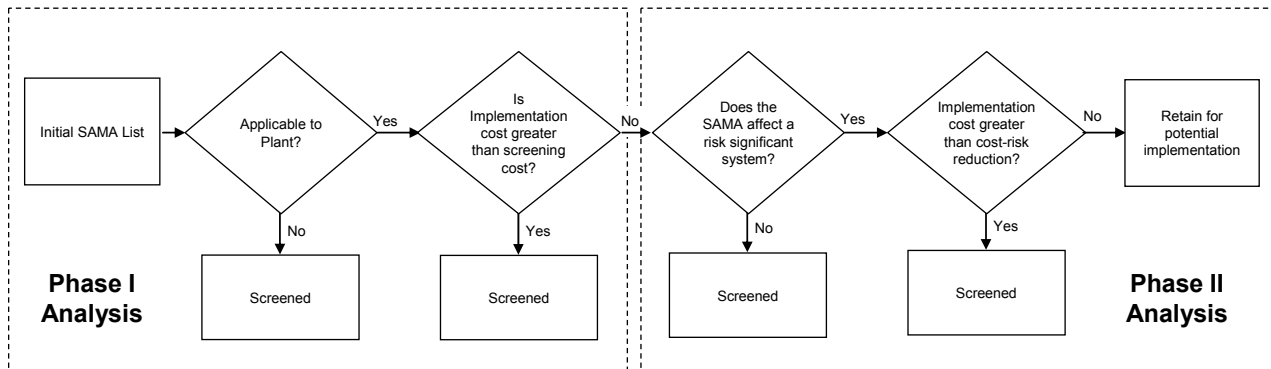 Initial SAMA List
Applicable to
Plant?
Yes
No
Screened
Is
Implementation
cost greater
than screening
cost?
No
Yes
Screened
Phase I
Analysis
Does the
SAMA affect a
risk significant
system?
Yes
No
Screened
Implementation
cost greater
than cost-risk
reduction?
No
Yes
Screened
Retain for
potential
implementation
Phase II
Analysis